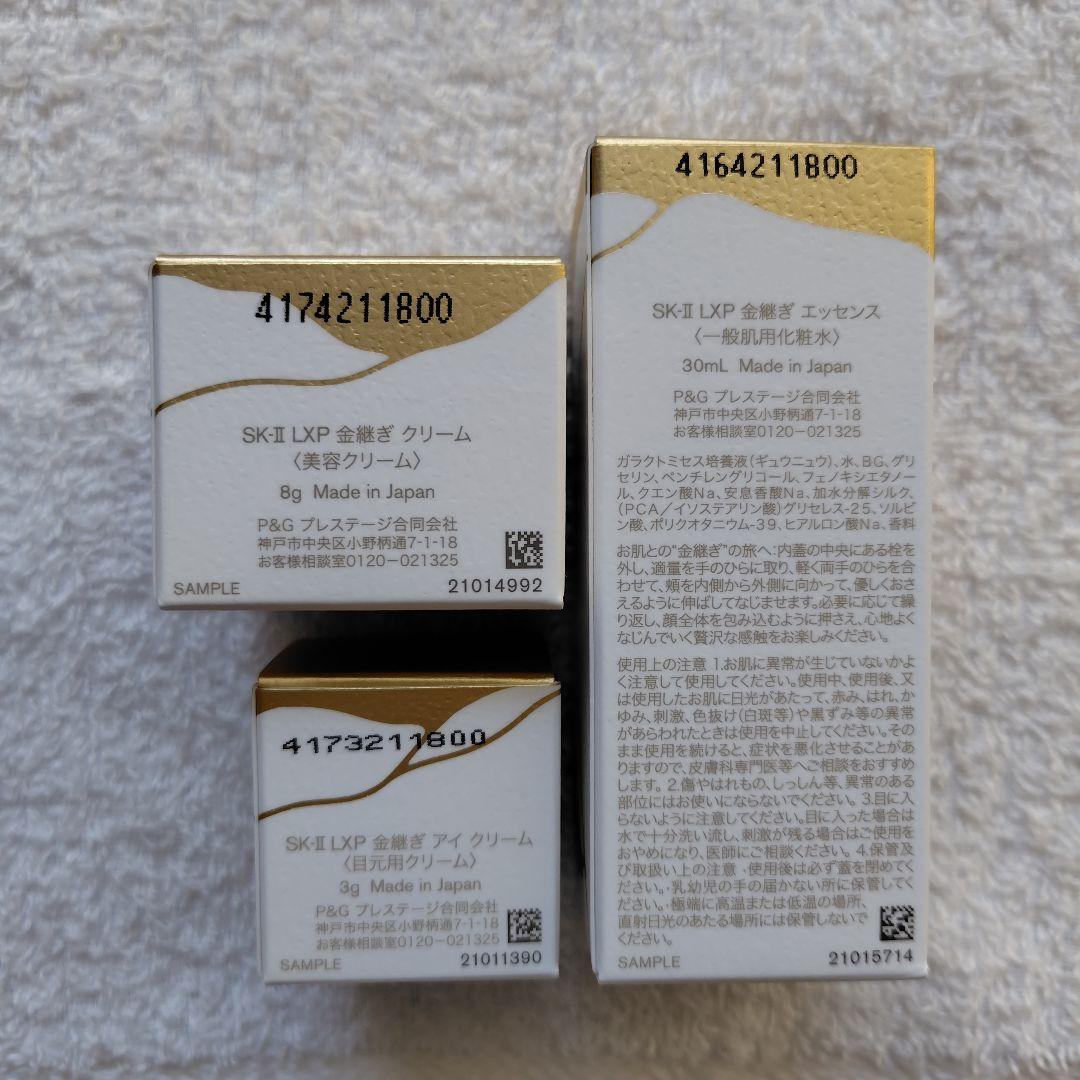 4174211800
SK-II LXP 金継ぎ クリーム
〈美容クリーム〉
8g Made in Japan
P&G プレステージ合同会社
神戸市中央区小野柄通7-1-18
お客様相談室0120-021325
SAMPLE
21014992
4173211800
SK-II LXP 金継ぎ アイ クリーム
〈目元用クリーム〉
3g Made in Japan
P&G プレステージ合同会社
神戸市中央区小野柄通7-1-18
お客様相談室0120-021325
SAMPLE
21011390
4164211800
SK-II LXP 金継ぎ エッセンス
〈一般肌用化粧水〉
30mL Made in Japan
P&G プレステージ合同会社
神戸市中央区小野柄通7-1-18
お客様相談室0120-021325
ガラクトミセス培養液(ギュウニュウ)、水、BG、グリ
セリン、ペンチレングリコール、フェノキシエタノー
ル、クエン酸Na、安息香酸Na、加水分解シルク、
(PCA/イソステアリン酸)グリセレス-25、ソルビ
ン酸、ポリクオタニウム-39、ヒアルロン酸Na、香料
お肌との“金継ぎ”の旅へ:内蓋の中央にある栓を
外し、適量を手のひらに取り、軽く両手のひらを合
わせて、頬を内側から外側に向かって、優しくおさ
えるように伸ばしてなじませます。必要に応じて繰
り返し、顔全体を包み込むように押さえ、心地よく
なじんでいく贅沢な感触をお楽しみください。
使用上の注意 1.お肌に異常が生じていないかよ
く注意して使用してください。使用中、使用後、又
は使用したお肌に日光があたって、赤み、はれ、か
ゆみ、刺激、色抜け(白斑等)や黒ずみ等の異常
があらわれたときは使用を中止してください。その
まま使用を続けると、症状を悪化させることがあ
りますので、皮膚科専門医等へご相談をおすすめ
します。 2.傷やはれもの、しっしん等、異常のある
部位にはお使いにならないでください。 3.目に入
らないように注意してください。目に入った場合は
水で十分洗い流し、刺激が残る場合はご使用を
おやめになり、医師にご相談ください。 4.保管及
び取扱い上の注意 ・使用後は必ず蓋を閉めてく
ださい。・乳幼児の手の届かない所に保管してく
ださい。・極端に高温または低温の場所、
直射日光のあたる場所には保管しないで
ください。
SAMPLE
21015714